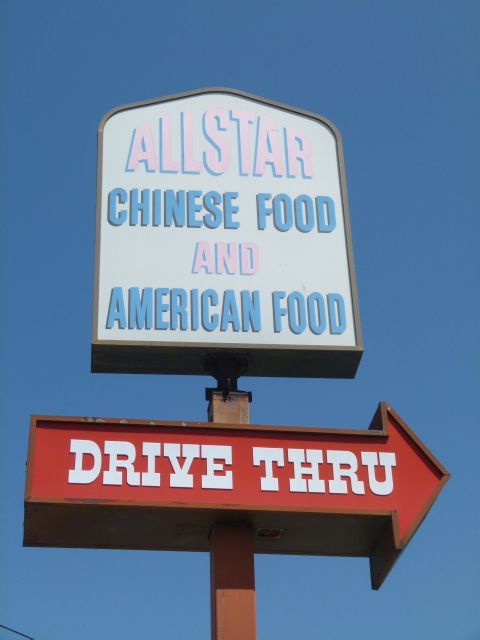 ALLSTAR
CHINESE FOOD
AND
AMERICAN FOOD
DRIVE THRU